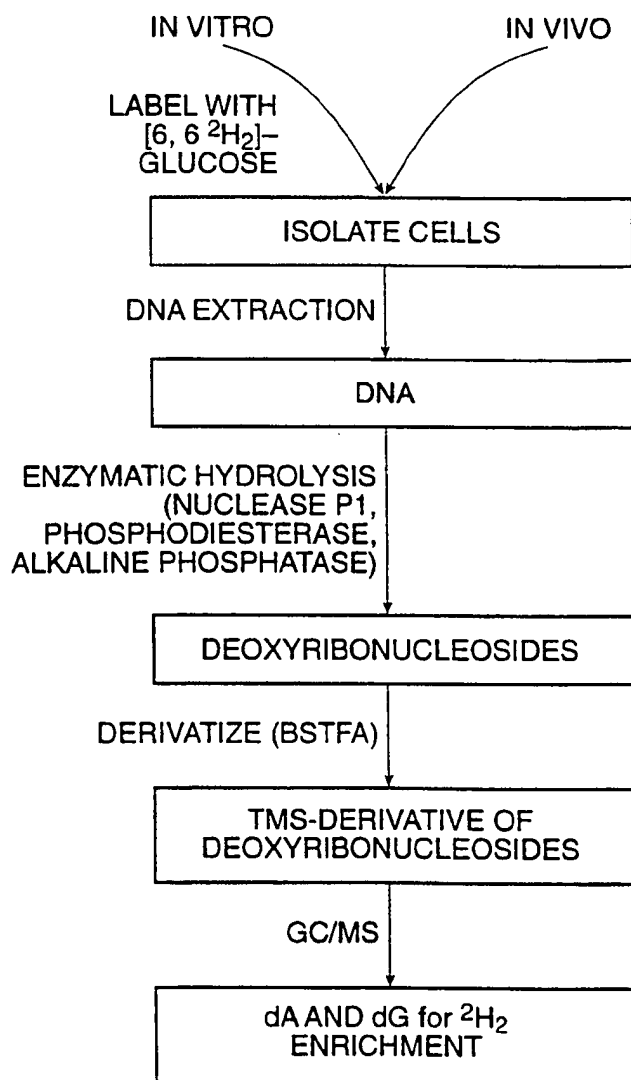 IN VITRO
IN VIVO
LABEL WITH
[6, 6 ²H₂]–
GLUCOSE
ISOLATE CELLS
DNA EXTRACTION
DNA
ENZYMATIC HYDROLYSIS
(NUCLEASE P1,
PHOSPHODIESTERASE,
ALKALINE PHOSPHATASE)
DEOXYRIBONUCLEOSIDES
DERIVATIZE (BSTFA)
TMS-DERIVATIVE OF
DEOXYRIBONUCLEOSIDES
GC/MS
dA AND dG for ²H₂
ENRICHMENT